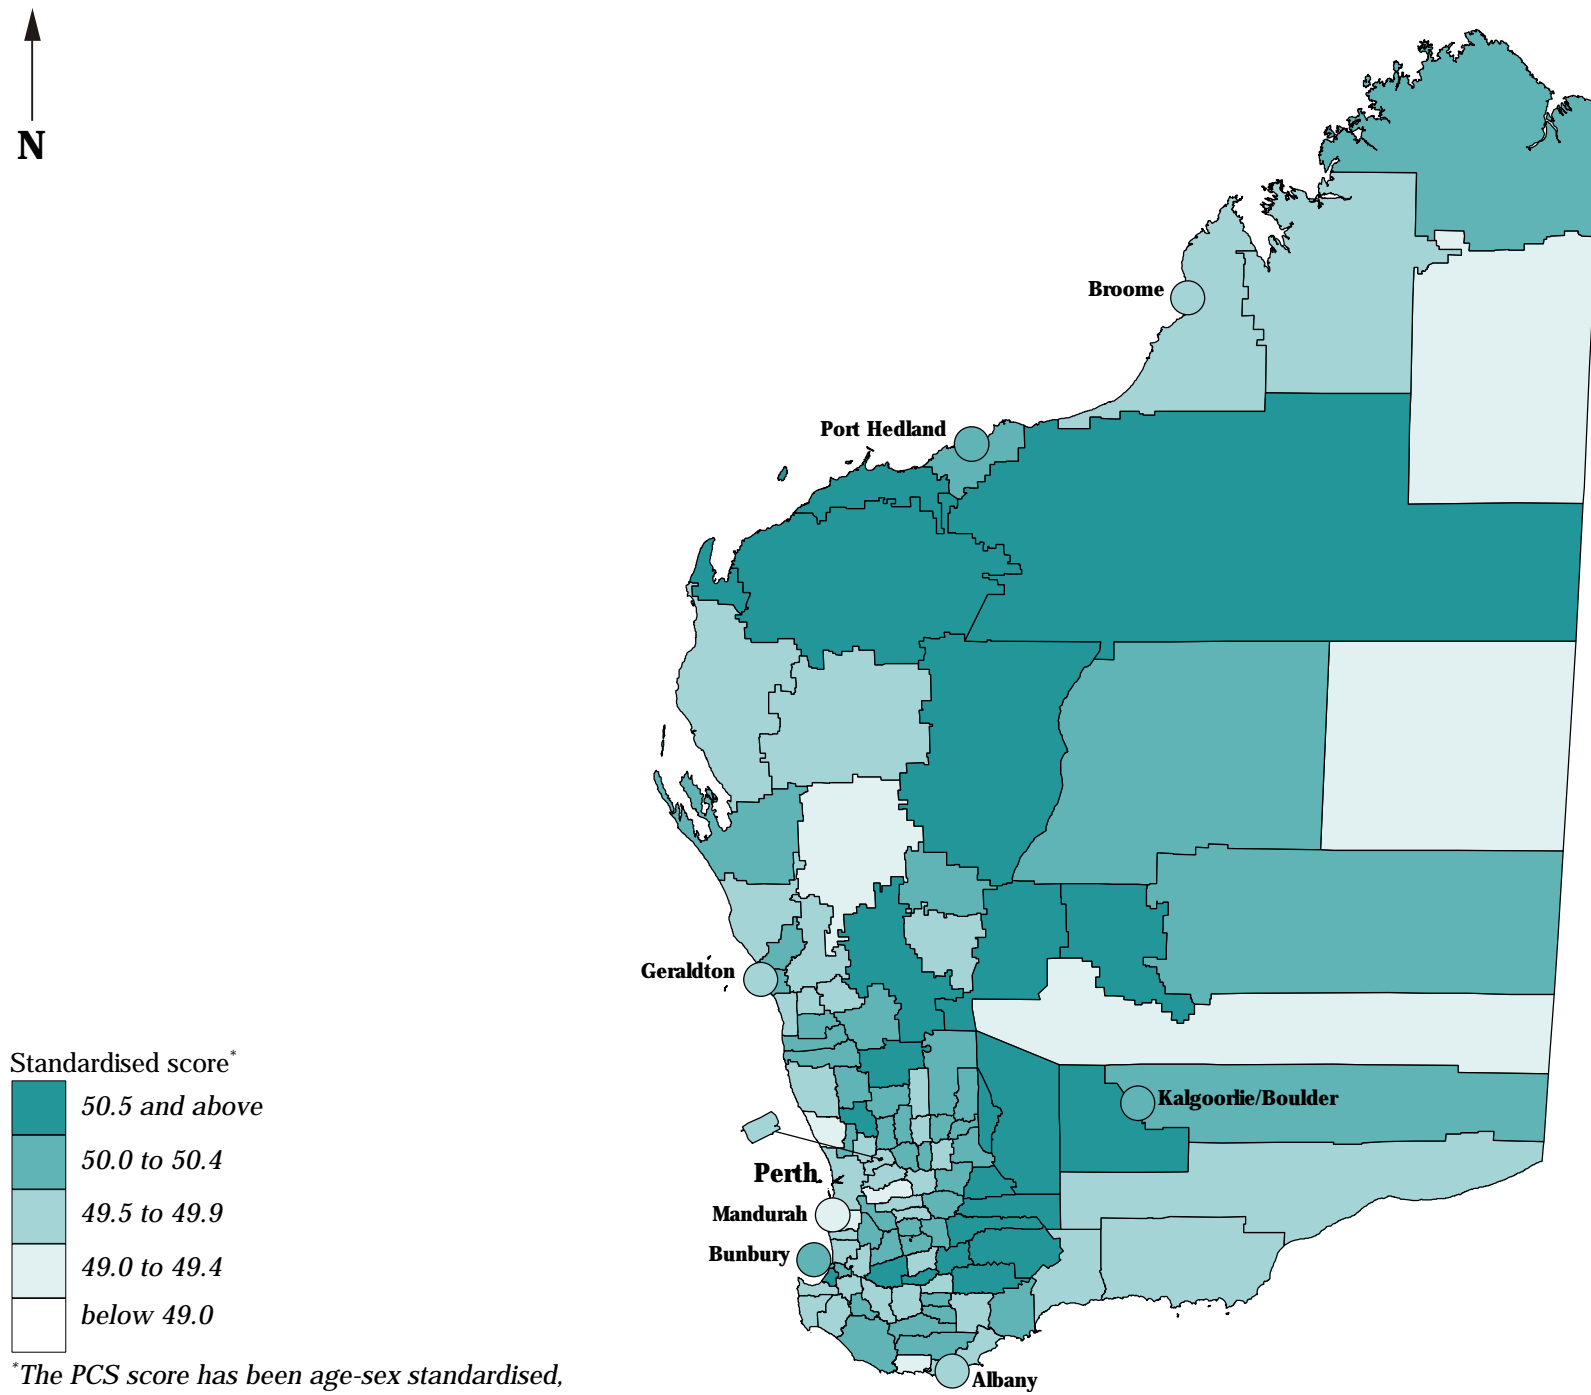 N
Broome
Port Hedland
Geraldton
Kalgoorlie/Boulder
Perth
Mandurah
Bunbury
Albany
Standardised score*
50.5 and above
50.0 to 50.4
49.5 to 49.9
49.0 to 49.4
below 49.0
*The PCS score has been age-sex standardised,